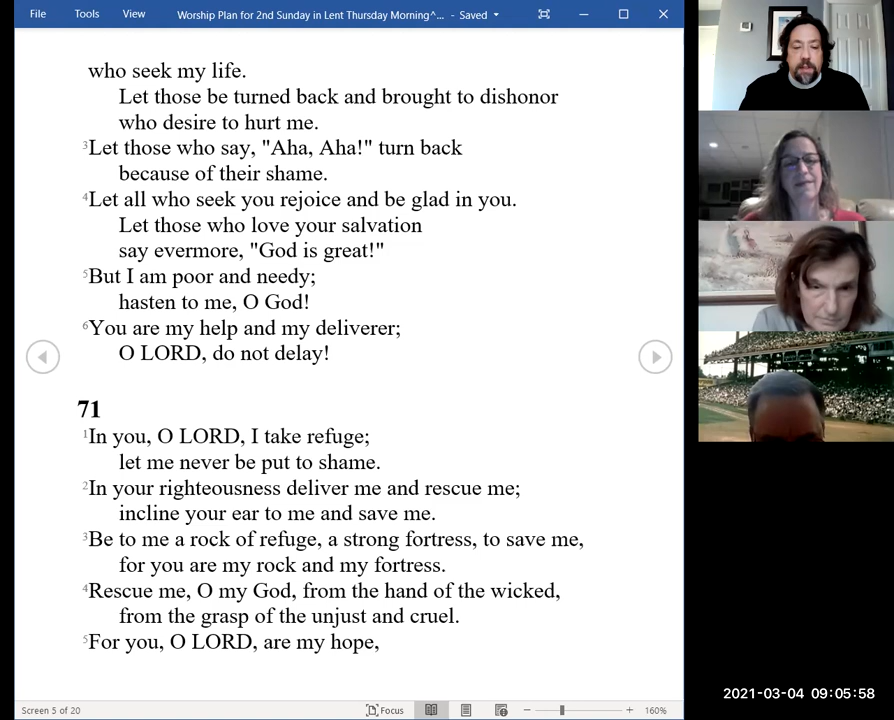 File Tools View Worship Plan for 2nd Sunday in Lent Thursday Morning^... - Saved
who seek my life.
Let those be turned back and brought to dishonor
who desire to hurt me.
3Let those who say, "Aha, Aha!" turn back
because of their shame.
4Let all who seek you rejoice and be glad in you.
Let those who love your salvation
say evermore, "God is great!"
5But I am poor and needy;
hasten to me, O God!
6You are my help and my deliverer;
O LORD, do not delay!
71
1In you, O LORD, I take refuge;
let me never be put to shame.
2In your righteousness deliver me and rescue me;
incline your ear to me and save me.
3Be to me a rock of refuge, a strong fortress, to save me,
for you are my rock and my fortress.
4Rescue me, O my God, from the hand of the wicked,
from the grasp of the unjust and cruel.
5For you, O LORD, are my hope,
2021-03-04 09:05:58
Screen 5 of 20 Focus 160%